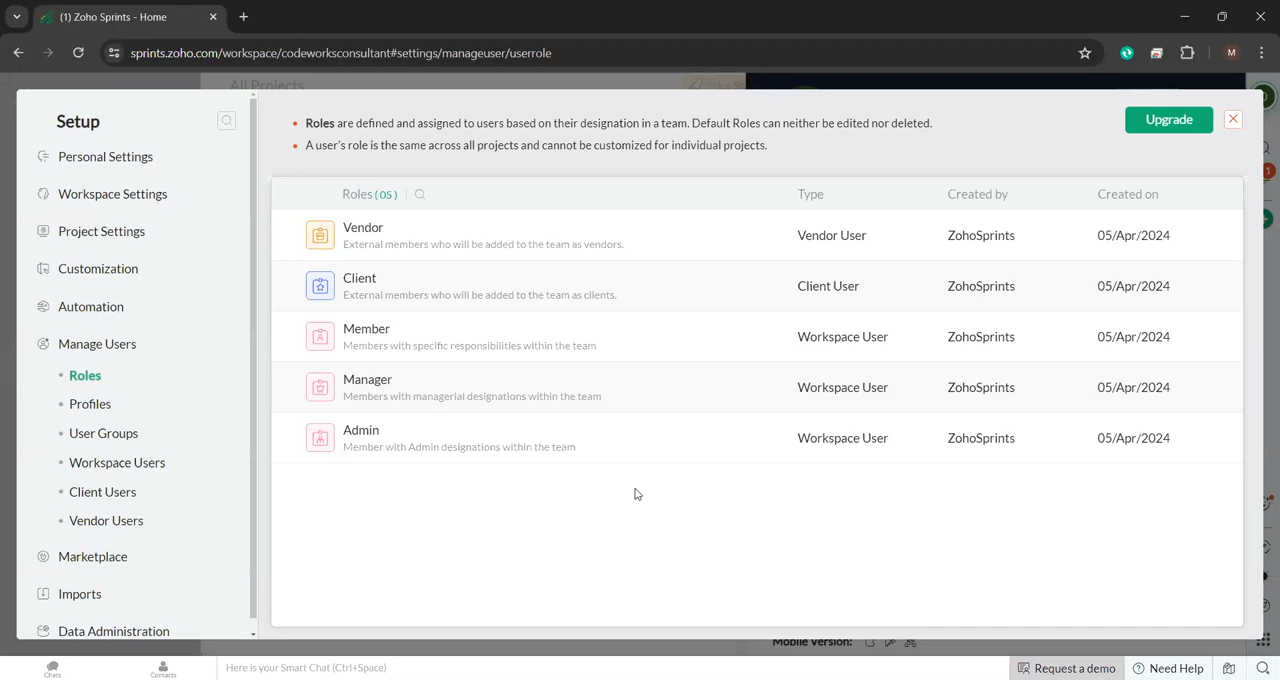 (1) Zoho Sprints - Home
sprints.zoho.com/workspace/codeworksconsultant#settings/manageuser/userrole
M
All Projects
Setup
Personal Settings
Workspace Settings
Project Settings
Customization
Automation
Manage Users
Roles
Profiles
User Groups
Workspace Users
Client Users
Vendor Users
Marketplace
Imports
Data Administration
Roles are defined and assigned to users based on their designation in a team. Default Roles can neither be edited nor deleted.
A user's role is the same across all projects and cannot be customized for individual projects.
Upgrade
Roles (05) Type Created by Created on
Vendor
External members who will be added to the team as vendors.
Vendor User ZohoSprints 05/Apr/2024
Client
External members who will be added to the team as clients.
Client User ZohoSprints 05/Apr/2024
Member
Members with specific responsibilities within the team
Workspace User ZohoSprints 05/Apr/2024
Manager
Members with managerial designations within the team
Workspace User ZohoSprints 05/Apr/2024
Admin
Member with Admin designations within the team
Workspace User ZohoSprints 05/Apr/2024
1
Mobile Version:
Chats
Contacts
Here is your Smart Chat (Ctrl+Space)
Request a demo
Need Help